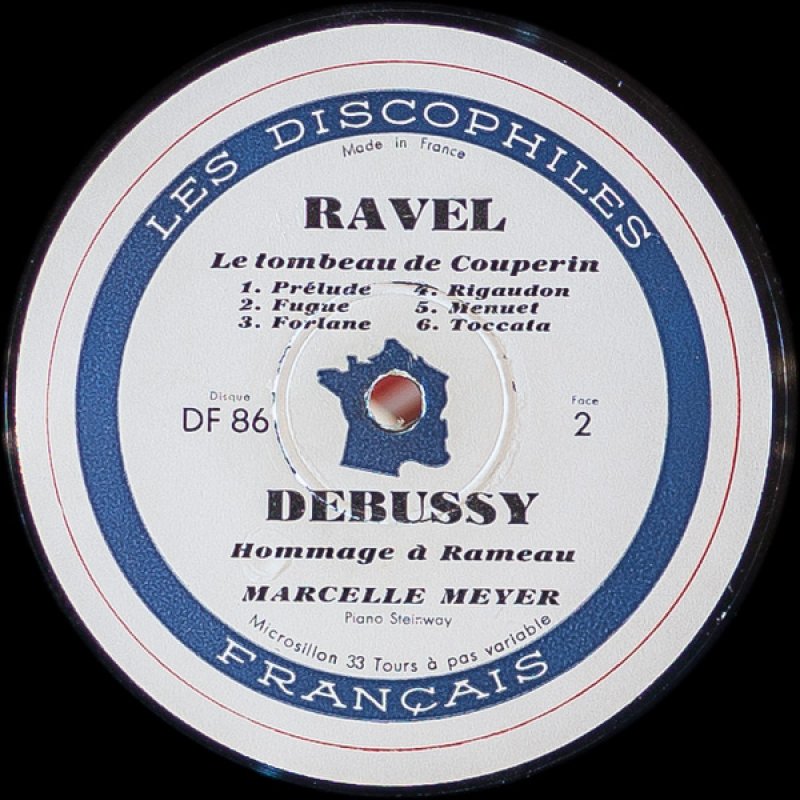 LES DISCOPHILES
Made in France
RAVEL
Le tombeau de Couperin
1. Prélude 4. Rigaudon
2. Fugue 5. Menuet
3. Forlane 6. Toccata
Disque Face
DF 86 2
DEBUSSY
Hommage à Rameau
MARCELLE MEYER
Piano Steinway
Microsillon 33 Tours à pas variable
FRANÇAIS